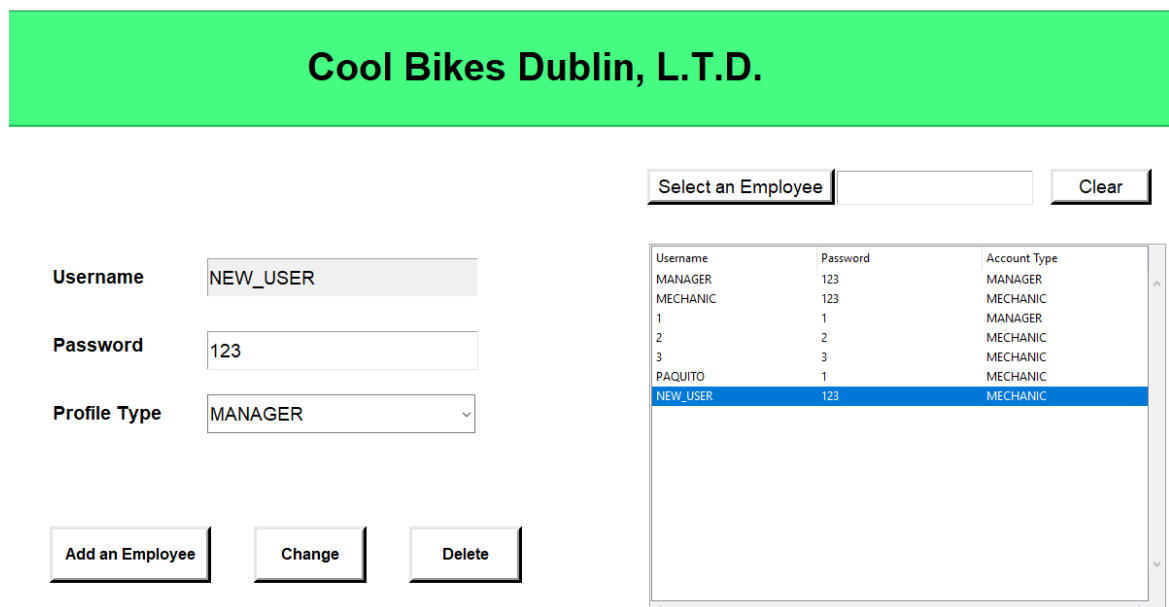 Cool Bikes Dublin, L.T.D.
Select an Employee Clear
Username NEW_USER
Password 123
Profile Type MANAGER
Add an Employee Change Delete
Username Password Account Type
MANAGER 123 MANAGER
MECHANIC 123 MECHANIC
1 1 MANAGER
2 2 MECHANIC
3 3 MECHANIC
PAQUITO 1 MECHANIC
NEW_USER 123 MECHANIC